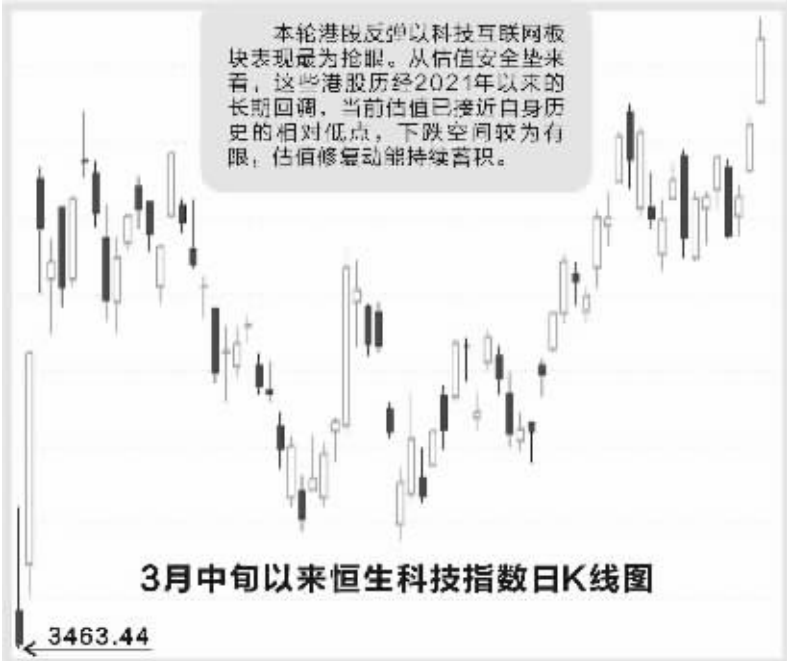 本轮港股反弹以科技互联网板
块表现最为抢眼。从估值安全垫来
看，这些港股历经2021年以来的
长期回调，当前估值已接近自身历
史的相对低点，下跌空间较为有
限，估值修复动能持续蓄积。
3月中旬以来恒生科技指数日K线图
3463.44